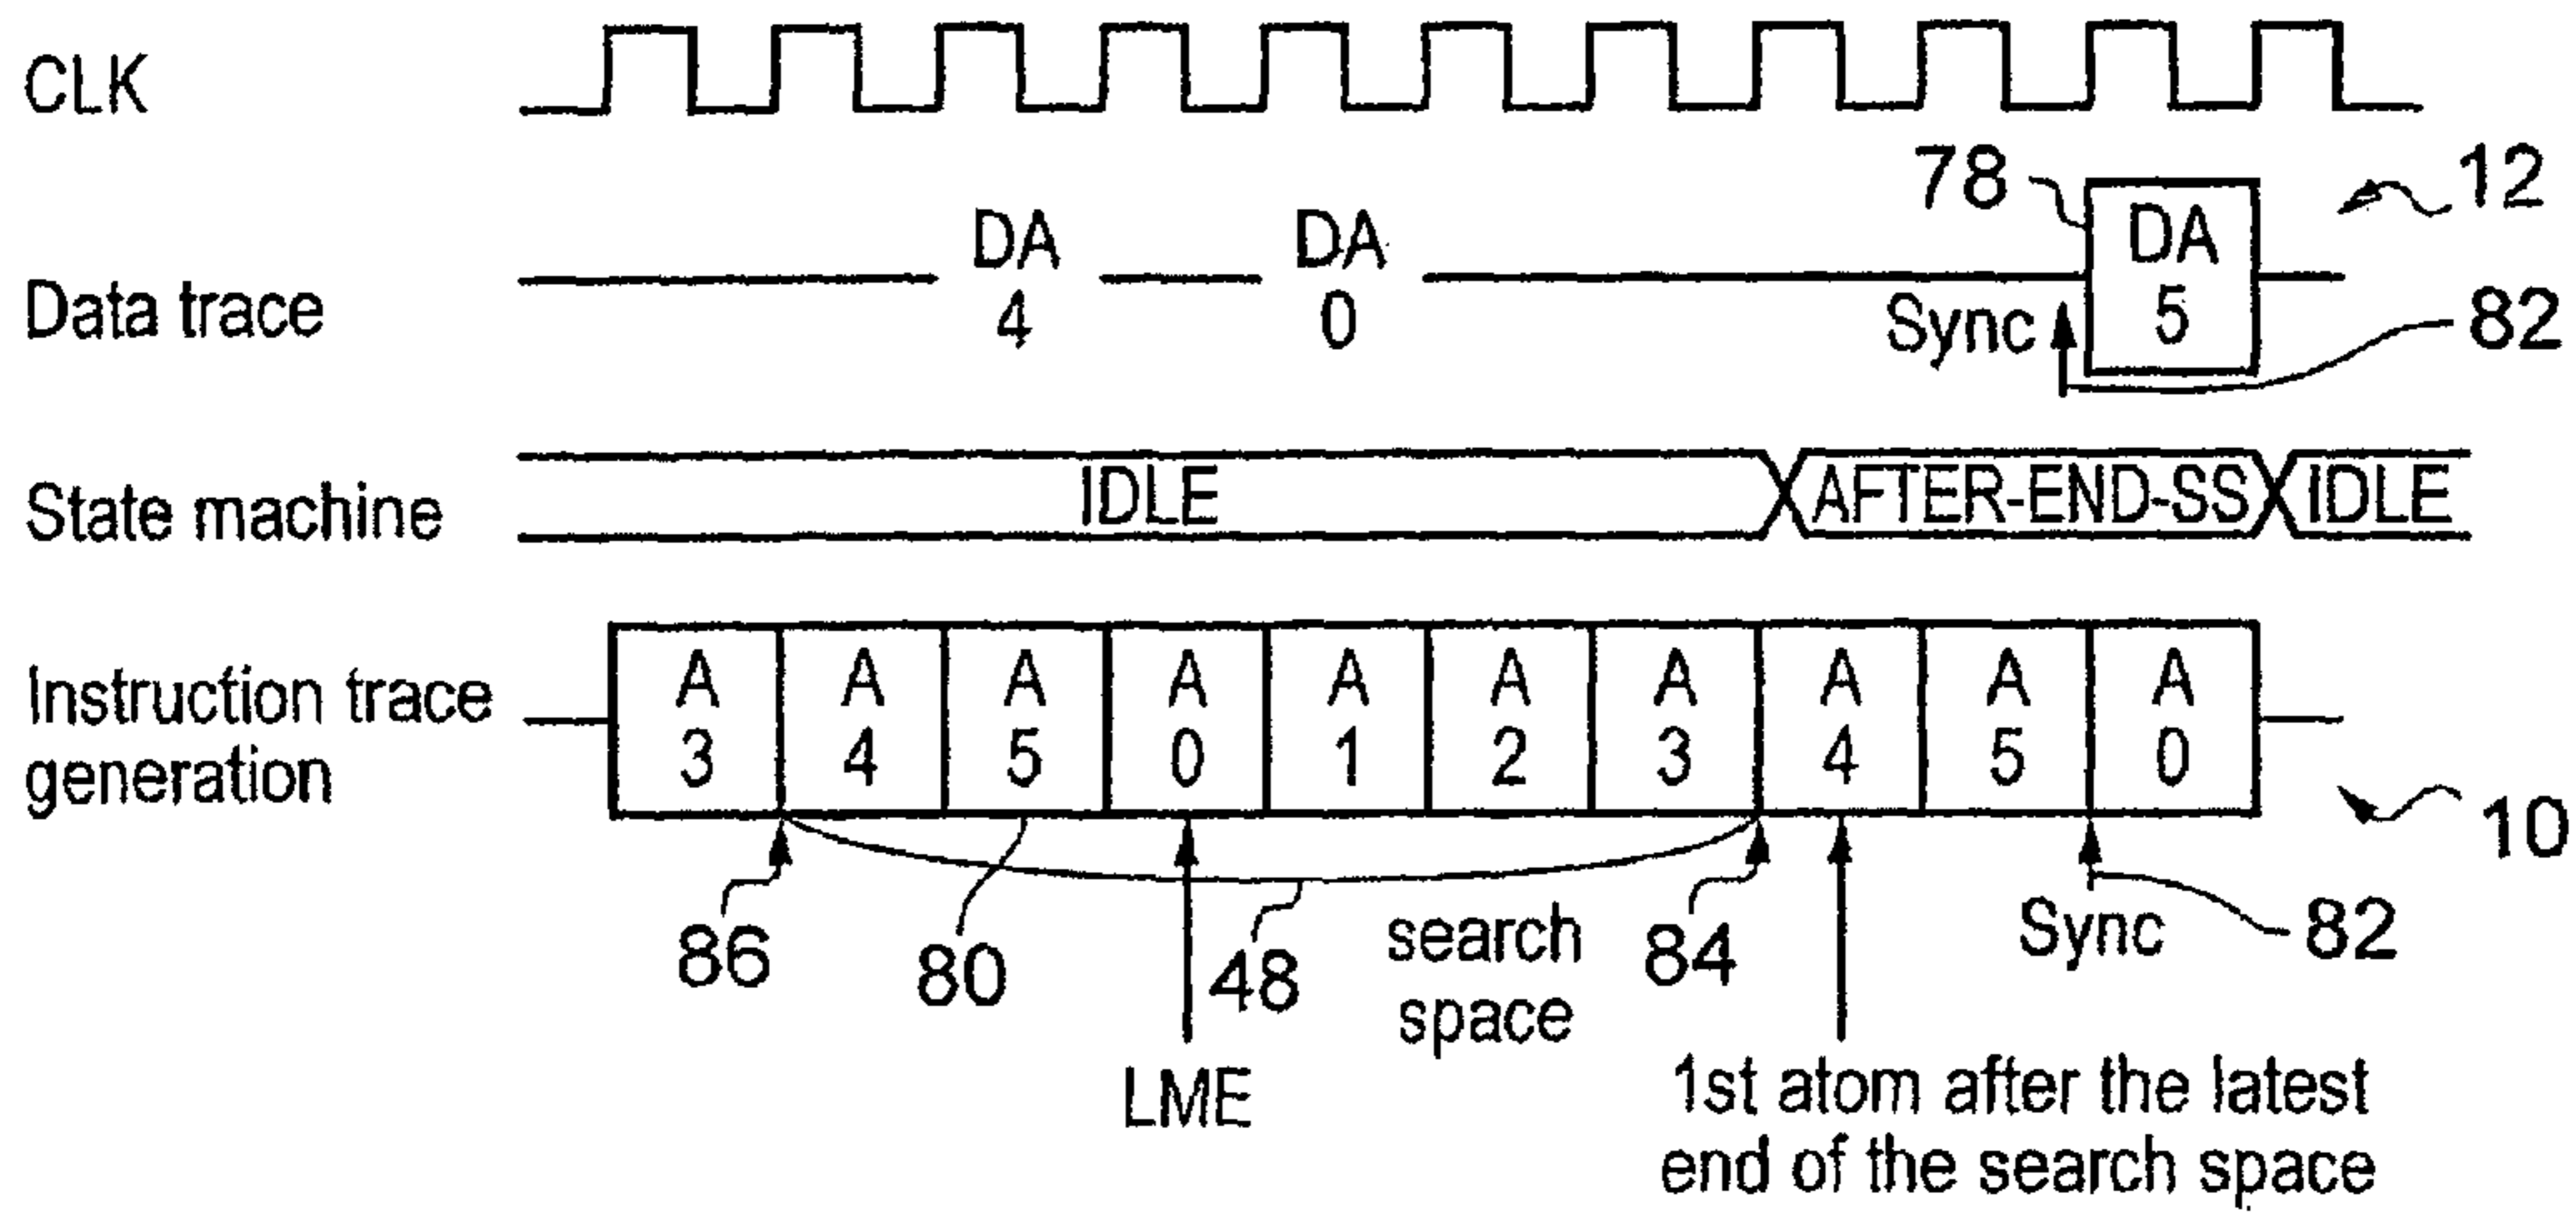 CLK
78
12
DA
4
DA
0
DA
5
Data trace
Sync
82
State machine
IDLE
AFTER-END-SS
IDLE
Instruction trace
generation
A
3
A
4
A
5
A
0
A
1
A
2
A
3
A
4
A
5
A
0
10
86
80
48
search
space
84
Sync
82
LME
1st atom after the latest
end of the search space